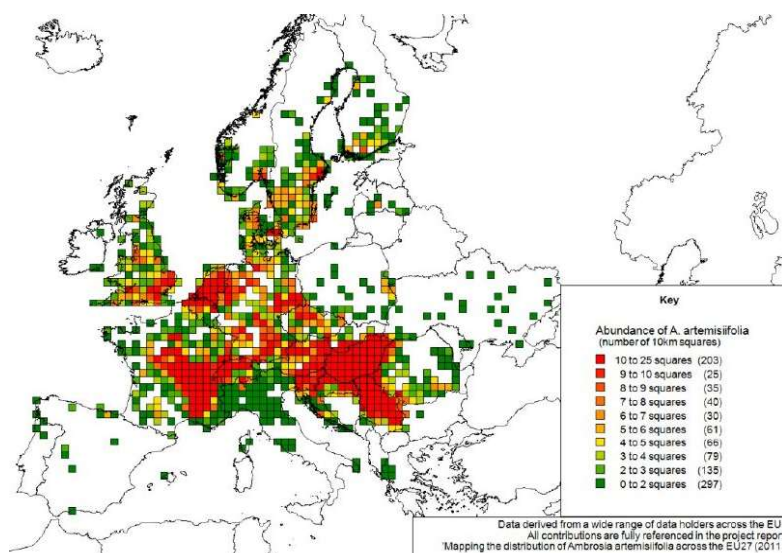 Key
Abundance of A. artemisiifolia
(number of 10km squares)
10 to 25 squares (203)
9 to 10 squares (25)
8 to 9 squares (35)
7 to 8 squares (40)
6 to 7 squares (30)
5 to 6 squares (61)
4 to 5 squares (66)
3 to 4 squares (79)
2 to 3 squares (135)
0 to 2 squares (297)
Data derived from a wide range of data holders across the EU
All contributions are fully referenced in the project repor
'Mapping the distribution of Ambrosia artemisiifolia across the EU27 (2011